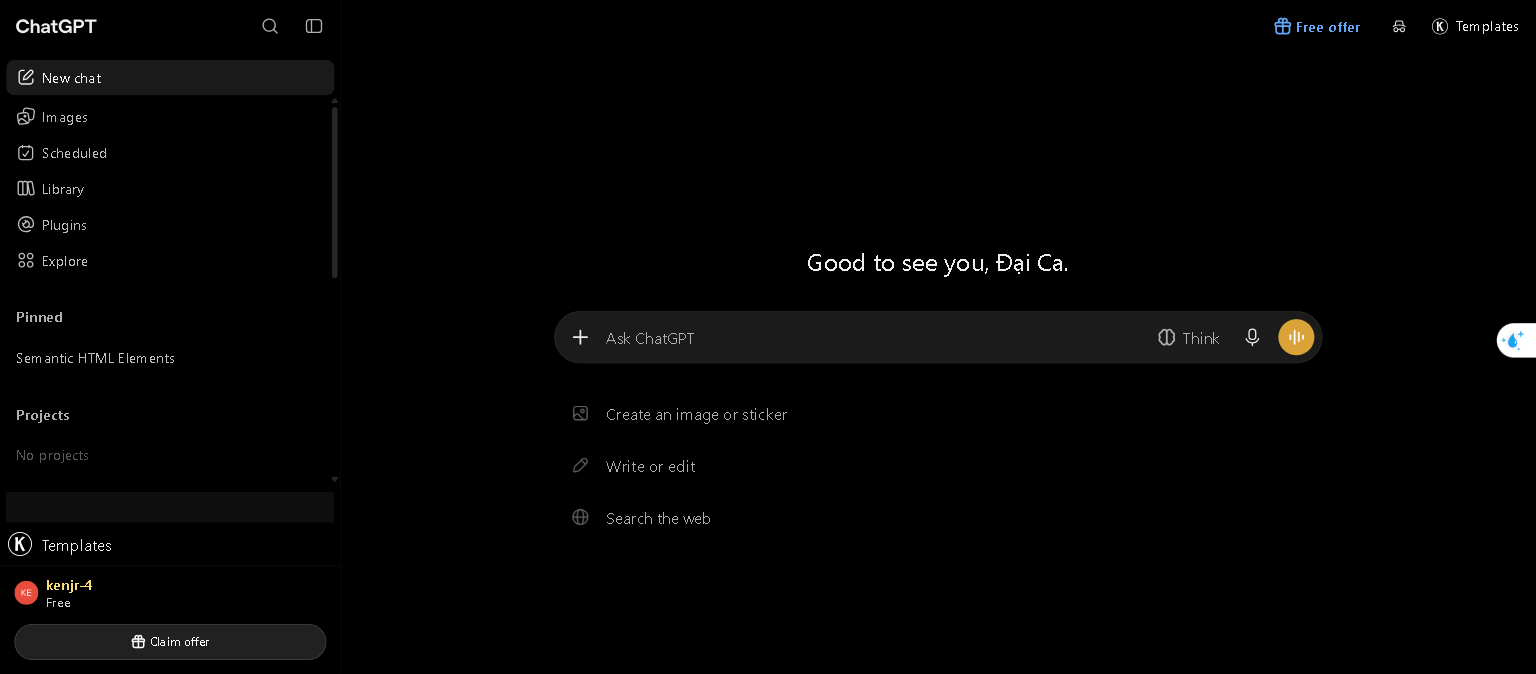 ChatGPT
New chat
Images
Scheduled
Library
Plugins
Explore
Pinned
Semantic HTML Elements
Projects
No projects
K Templates
KE
kenjr-4
Free
Claim offer
Free offer
K Templates
Good to see you, Đại Ca.
Ask ChatGPT
Think
Create an image or sticker
Write or edit
Search the web